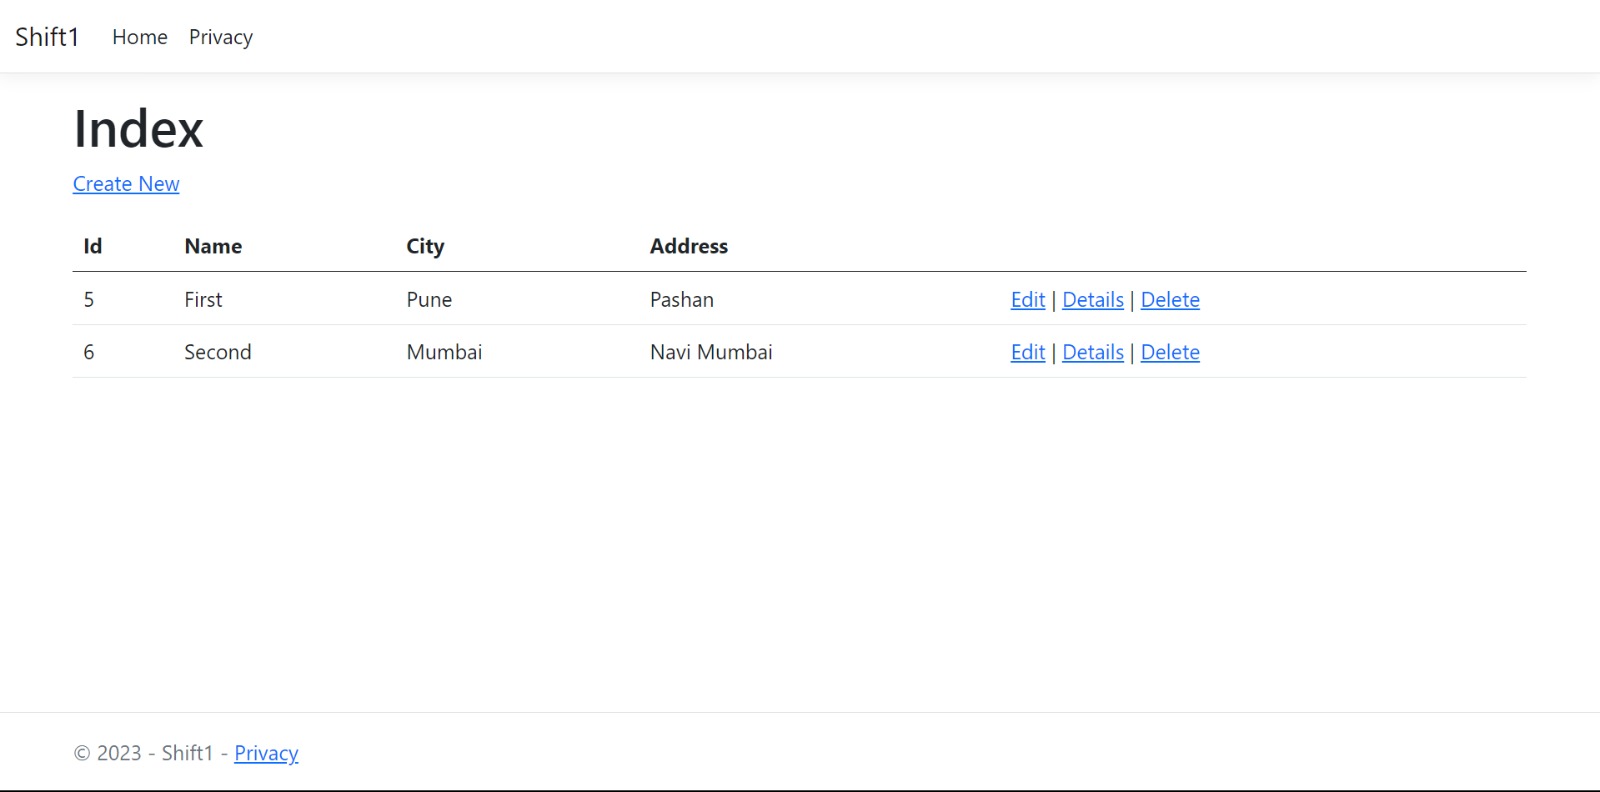 Shift1 Home Privacy
Index
Create New
Id Name City Address
5 First Pune Pashan Edit | Details | Delete
6 Second Mumbai Navi Mumbai Edit | Details | Delete
© 2023 - Shift1 - Privacy